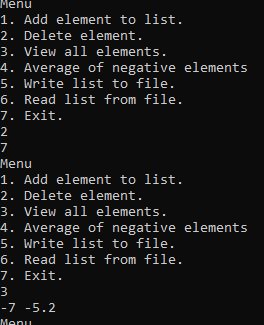 Menu
1. Add element to list.
2. Delete element.
3. View all elements.
4. Average of negative elements
5. Write list to file.
6. Read list from file.
7. Exit.
2
7
Menu
1. Add element to list.
2. Delete element.
3. View all elements.
4. Average of negative elements
5. Write list to file.
6. Read list from file.
7. Exit.
3
-7 -5.2
Menu